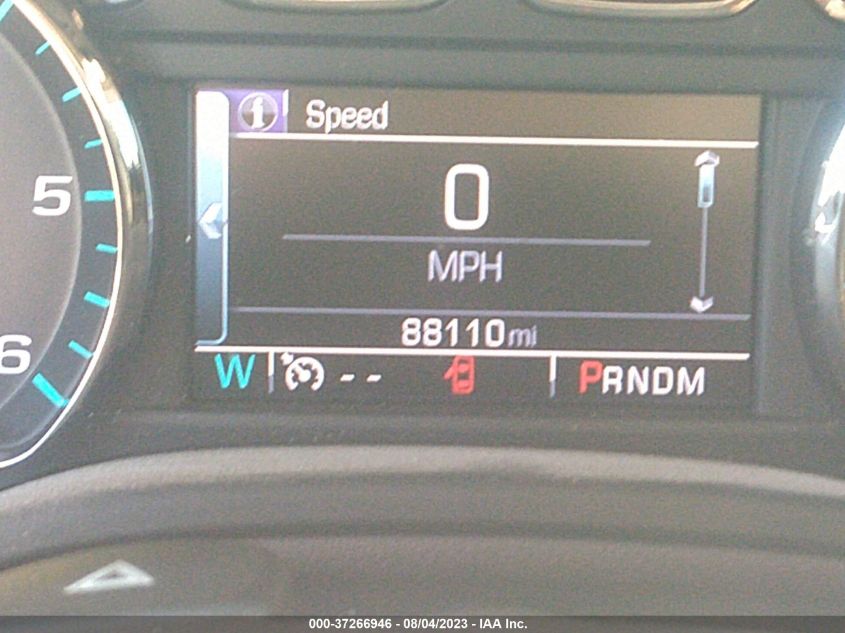 Speed
5
0
MPH
6
88110mi
W -- PRNDM
000-37266946 - 08/04/2023 - IAA Inc.